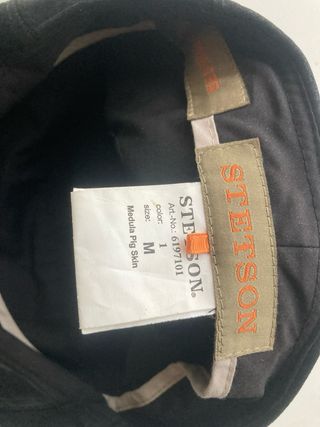 STETSON
STETSON®
Art.-No.: 6197101
color: 1
size: M
Medula Pig Skin